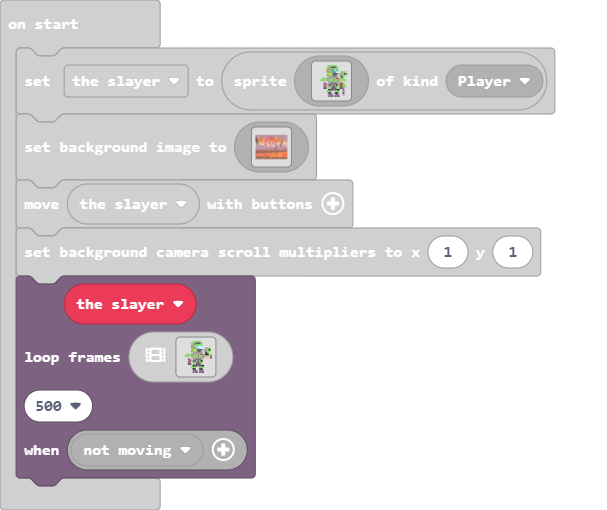 on start
set the slayer to sprite of kind Player
set background image to
move the slayer with buttons
set background camera scroll multipliers to x 1 y 1
the slayer
loop frames
500
when not moving